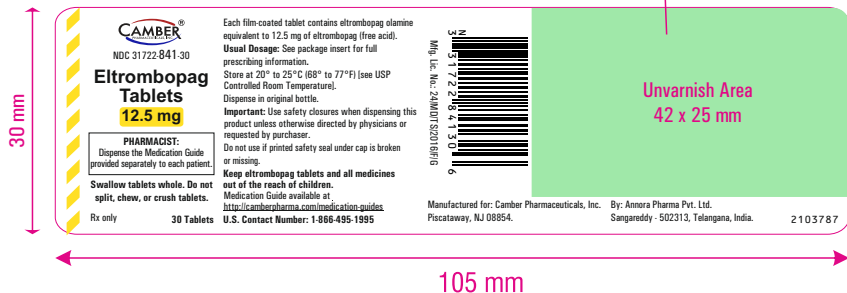 CAMBER®
NDC 31722-841-30
Eltrombopag
Tablets
12.5 mg
PHARMACIST:
Dispense the Medication Guide
provided separately to each patient.
Swallow tablets whole. Do not
split, chew, or crush tablets.
Rx only 30 Tablets
Each film-coated tablet contains eltrombopag olamine
equivalent to 12.5 mg of eltrombopag (free acid).
Usual Dosage: See package insert for full
prescribing information.
Store at 20° to 25°C (68° to 77°F) [see USP
Controlled Room Temperature].
Dispense in original bottle.
Important: Use safety closures when dispensing this
product unless otherwise directed by physicians or
requested by purchaser.
Do not use if printed safety seal under cap is broken
or missing.
Keep eltrombopag tablets and all medicines
out of the reach of children.
Medication Guide available at
http://camberpharma.com/medication-guides
U.S. Contact Number: 1-866-495-1995
Mfg. Lic. No.: 24/MD/TS/2016/F/G
N
3 31722 84130 6
Manufactured for: Camber Pharmaceuticals, Inc.
Piscataway, NJ 08854.
By: Annora Pharma Pvt. Ltd.
Sangareddy - 502313, Telangana, India.
2103787
Unvarnish Area
42 x 25 mm
30 mm
105 mm